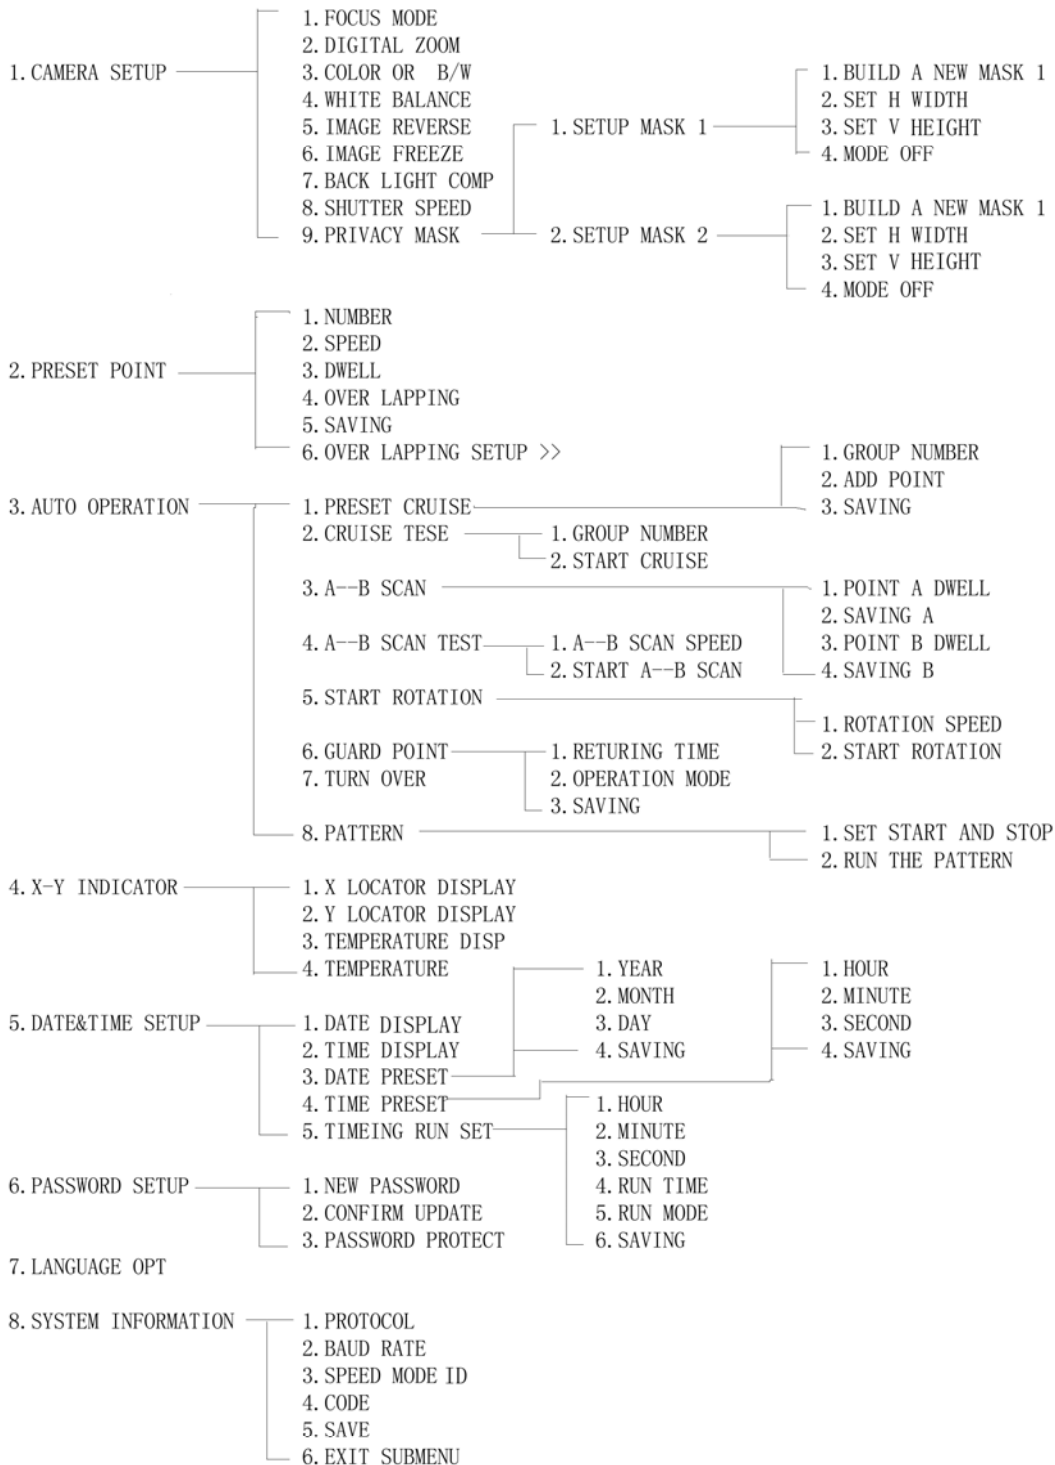 1.FOCUS MODE
2.DIGITAL ZOOM
1.CAMERA SETUP 3.COLOR OR B/W 1.BUILD A NEW MASK 1
4.WHITE BALANCE 2.SET H WIDTH
5.IMAGE REVERSE 1.SETUP MASK 1 3.SET V HEIGHT
6.IMAGE FREEZE 4.MODE OFF
7.BACK LIGHT COMP
8.SHUTTER SPEED 1.BUILD A NEW MASK 1
9.PRIVACY MASK 2.SETUP MASK 2 2.SET H WIDTH
3.SET V HEIGHT
4.MODE OFF
1.NUMBER
2.SPEED
2.PRESET POINT 3.DWELL
4.OVER LAPPING
5.SAVING
6.OVER LAPPING SETUP >> 1.GROUP NUMBER
2.ADD POINT
3.AUTO OPERATION 1.PRESET CRUISE 3.SAVING
2.CRUISE TESE 1.GROUP NUMBER
2.START CRUISE
3.A--B SCAN 1.POINT A DWELL
2.SAVING A
4.A--B SCAN TEST 1.A--B SCAN SPEED 3.POINT B DWELL
2.START A--B SCAN 4.SAVING B
5.START ROTATION
1.ROTATION SPEED
6.GUARD POINT 1.RETURING TIME 2.START ROTATION
7.TURN OVER 2.OPERATION MODE
3.SAVING
8.PATTERN 1.SET START AND STOP
2.RUN THE PATTERN
4.X-Y INDICATOR 1.X LOCATOR DISPLAY
2.Y LOCATOR DISPLAY
3.TEMPERATURE DISP
4.TEMPERATURE 1.YEAR 1.HOUR
2.MONTH 2.MINUTE
5.DATE&TIME SETUP 1.DATE DISPLAY 3.DAY 3.SECOND
2.TIME DISPLAY 4.SAVING 4.SAVING
3.DATE PRESET
4.TIME PRESET 1.HOUR
5.TIMEING RUN SET 2.MINUTE
3.SECOND
6.PASSWORD SETUP 1.NEW PASSWORD 4.RUN TIME
2.CONFIRM UPDATE 5.RUN MODE
3.PASSWORD PROTECT 6.SAVING
7.LANGUAGE OPT
8.SYSTEM INFORMATION 1.PROTOCOL
2.BAUD RATE
3.SPEED MODE ID
4.CODE
5.SAVE
6.EXIT SUBMENU